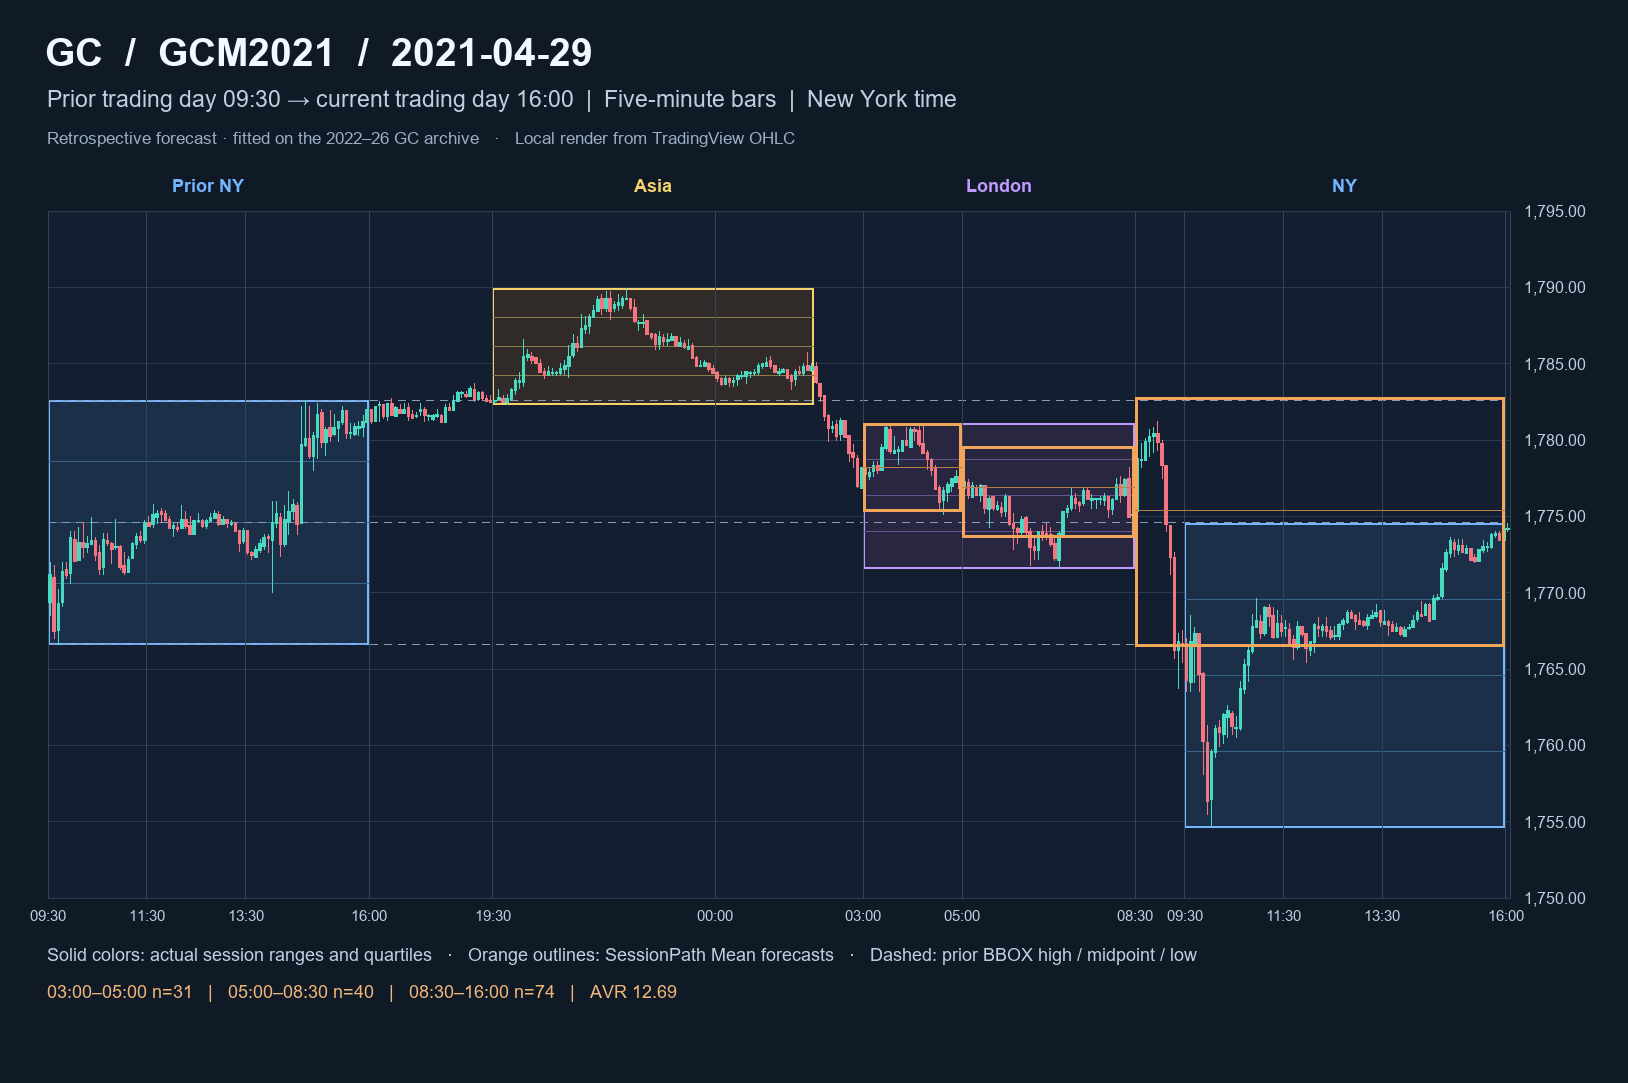 GC / GCM2021 / 2021-04-29
Prior trading day 09:30 → current trading day 16:00 | Five-minute bars | New York time
Retrospective forecast · fitted on the 2022–26 GC archive · Local render from TradingView OHLC
Prior NY Asia London NY
1,795.00
1,790.00
1,785.00
1,780.00
1,775.00
1,770.00
1,765.00
1,760.00
1,755.00
1,750.00
09:30 11:30 13:30 16:00 19:30 00:00 03:00 05:00 08:30 09:30 11:30 13:30 16:00
Solid colors: actual session ranges and quartiles · Orange outlines: SessionPath Mean forecasts · Dashed: prior BBOX high / midpoint / low
03:00–05:00 n=31 | 05:00–08:30 n=40 | 08:30–16:00 n=74 | AVR 12.69